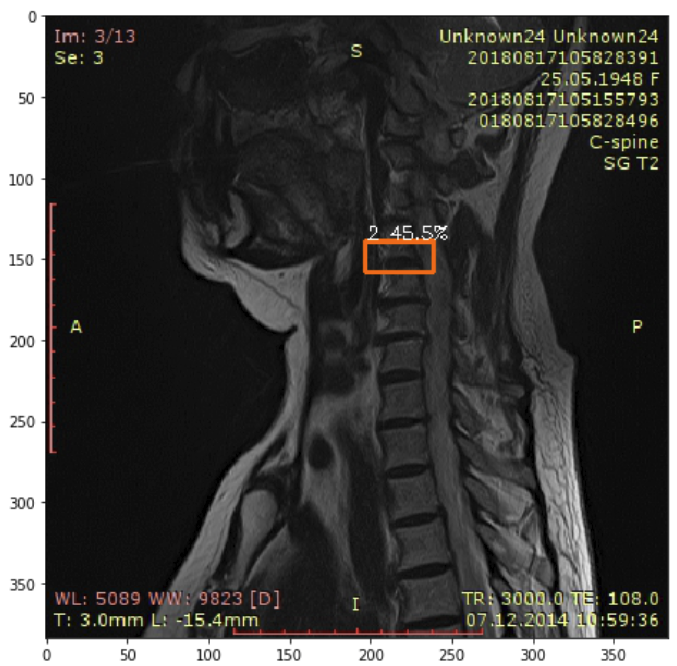 Im: 3/13
Se: 3
S
Unknown24 Unknown24
20180817105828391
25.05.1948 F
20180817105155793
0180817108828496
C-spine
SG T2
2 45.5%
A
P
WL: 5089 WW: 9823 [D]
T: 3.0mm L: -15.4mm
I
TR: 3000.0 TE: 108.0
07.12.2014 10:59:36
0
50
100
150
200
250
300
350
0
50
100
150
200
250
300
350